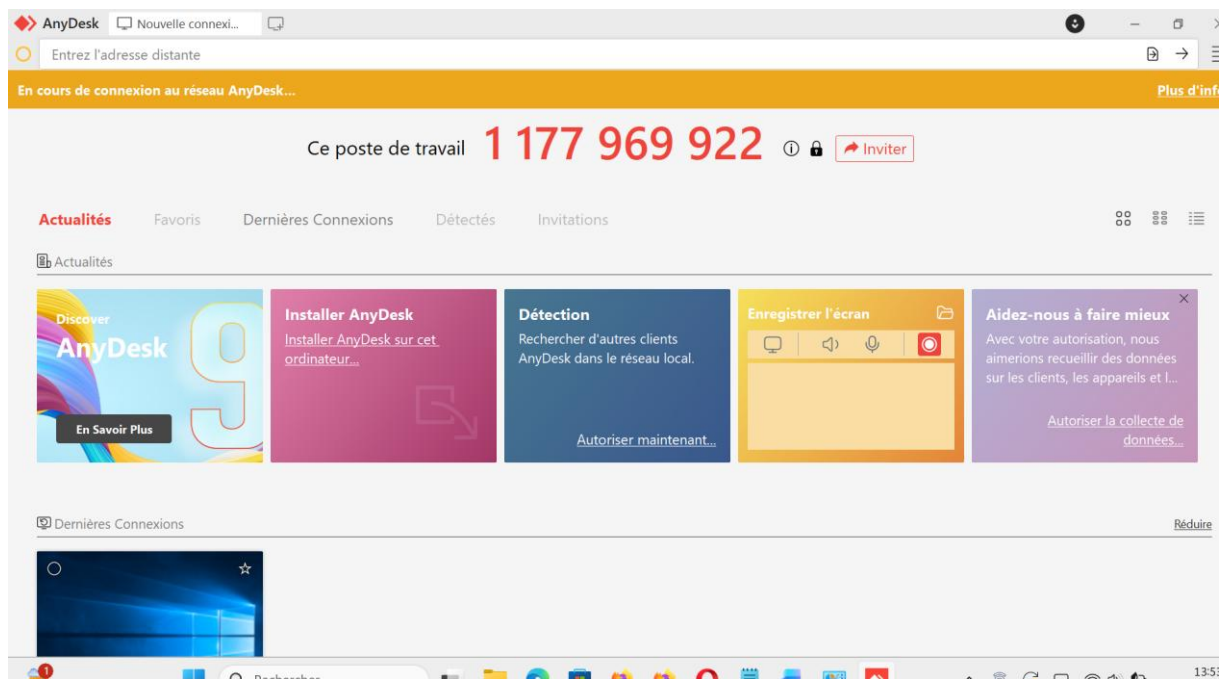 AnyDesk
Nouvelle connexi...
Entrez l'adresse distante
En cours de connexion au réseau AnyDesk...
Ce poste de travail 1 177 969 922
Inviter
Actualités
Favoris
Dernières Connexions
Détectés
Invitations
Actualités
Discover
AnyDesk
9
En Savoir Plus
Installer AnyDesk
Installer AnyDesk sur cet
ordinateur...
Détection
Rechercher d'autres clients
AnyDesk dans le réseau local.
Autoriser maintenant...
Enregistrer l'écran
Aidez-nous à faire mieux
Avec votre autorisation, nous
aimerions recueillir des données
sur les clients, les appareils et l...
Autoriser la collecte de
données...
Dernières Connexions
Réduire
1